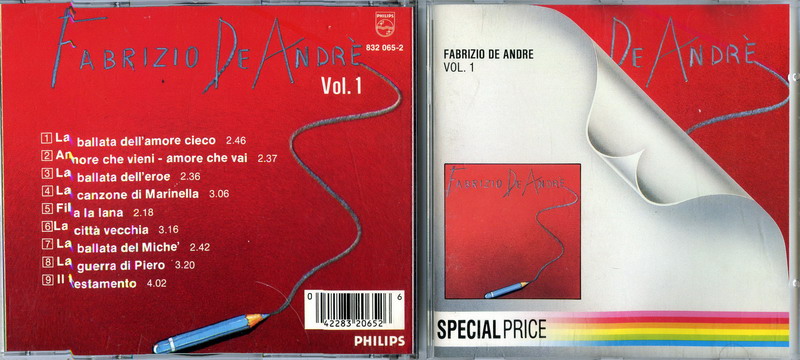 FABRIZIO DE ANDRÈ
PHILIPS
832 065-2
Vol. 1
1 La ballata dell'amore cieco 2.46
2 Amore che vieni - amore che vai 2.37
3 La ballata dell'eroe 2.36
4 La canzone di Marinella 3.06
5 Fila la lana 2.18
6 La città vecchia 3.16
7 La ballata del Miche' 2.42
8 La guerra di Piero 3.20
9 Il testamento 4.02
0 42283 20652 6
PHILIPS
FABRIZIO DE ANDRE
VOL. 1
DE ANDRÈ
FABRIZIO DE ANDRÈ
SPECIAL PRICE